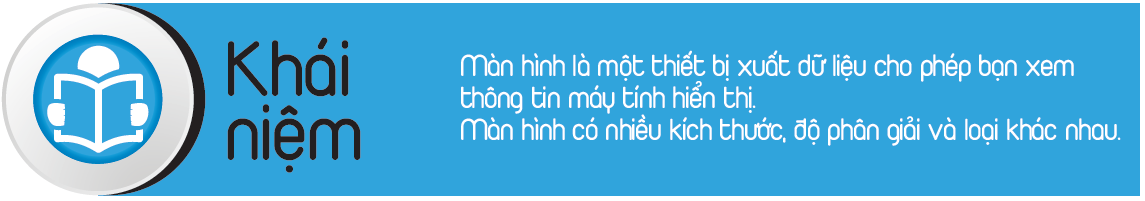 Khái
niệm
Màn hình là một thiết bị xuất dữ liệu cho phép bạn xem
thông tin máy tính hiển thị.
Màn hình có nhiều kích thước, độ phân giải và loại khác nhau.